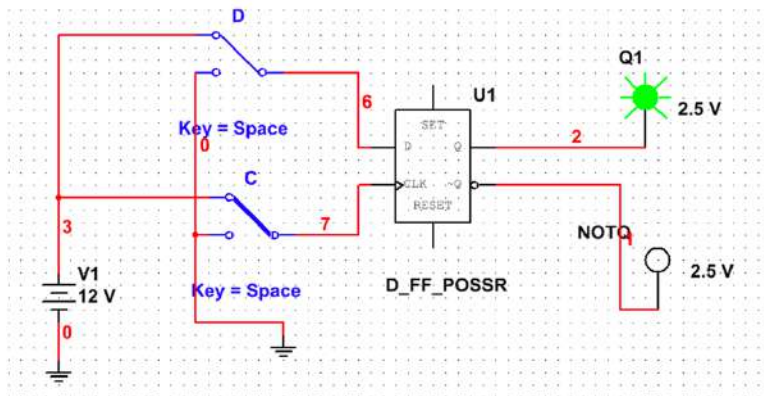 D
Q1
U1
2.5 V
6
SET
Key = Space
2
0
D
Q
C
CLK
~Q
RESET
7
3
NOTQ
1
2.5 V
V1
12 V
Key = Space
D_FF_POSSR
0